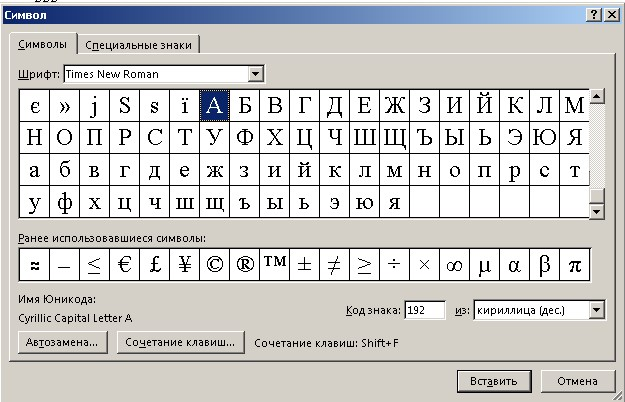 Символ
Символы Специальные знаки
Шрифт: Times New Roman
є » ј Ѕ ѕ ї А Б В Г Д Е Ж З И Й К Л М
Н О П Р С Т У Ф Х Ц Ч Ш Щ Ъ Ы Ь Э Ю Я
а б в г д е ж з и й к л м н о п р с т
у ф х ц ч ш щ ъ ы ь э ю я
Ранее использовавшиеся символы:
≈ – ≤ € £ ¥ © ® ™ ± ≠ ≥ ÷ × ∞ μ α β π
Имя Юникода:
Cyrillic Capital Letter A
Код знака: 192 из: кириллица (дес.)
Автозамена... Сочетание клавиш... Сочетание клавиш: Shift+F
Вставить Отмена